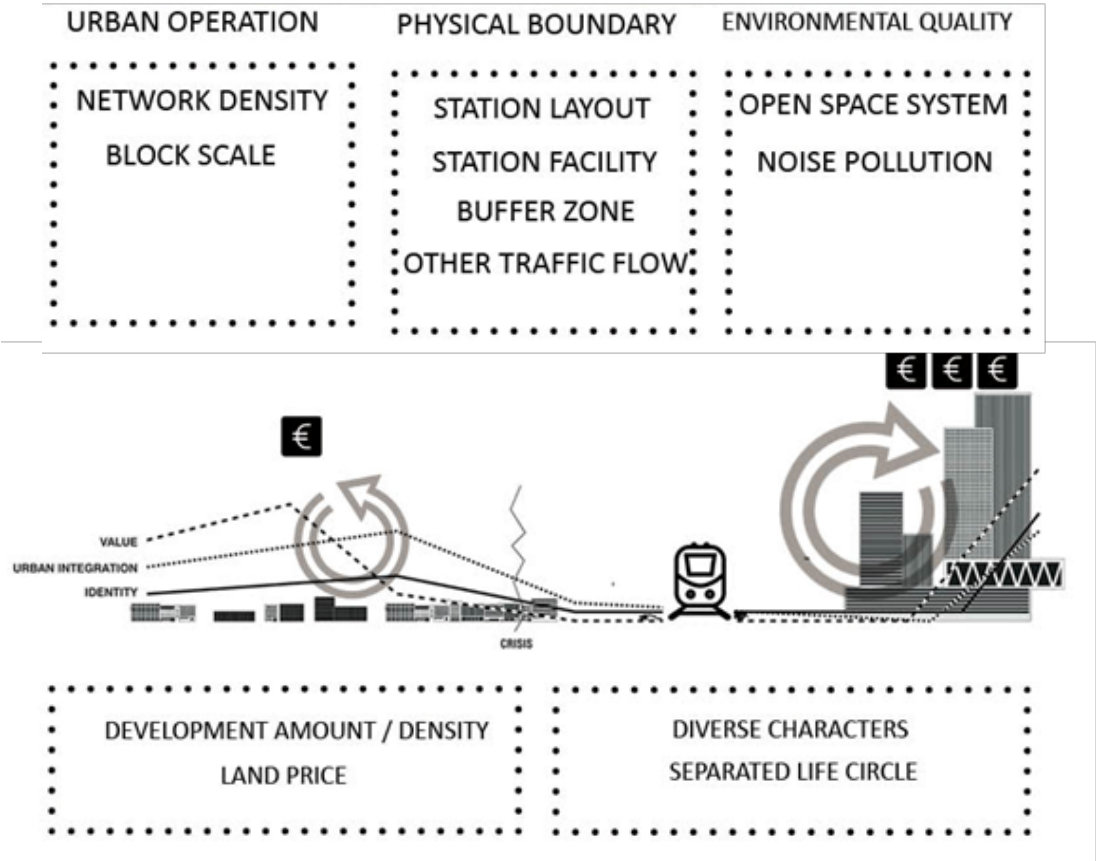 URBAN OPERATION
PHYSICAL BOUNDARY
ENVIRONMENTAL QUALITY
NETWORK DENSITY
BLOCK SCALE
STATION LAYOUT
STATION FACILITY
BUFFER ZONE
OTHER TRAFFIC FLOW
OPEN SPACE SYSTEM
NOISE POLLUTION
€ € €
€
VALUE
URBAN INTEGRATION
IDENTITY
CRISIS
DEVELOPMENT AMOUNT / DENSITY
LAND PRICE
DIVERSE CHARACTERS
SEPARATED LIFE CIRCLE